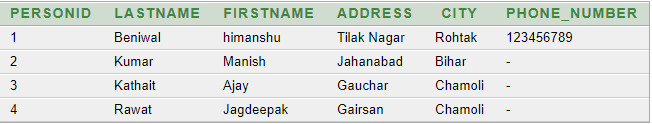 PERSONID LASTNAME FIRSTNAME ADDRESS CITY PHONE_NUMBER
1 Beniwal himanshu Tilak Nagar Rohtak 123456789
2 Kumar Manish Jahanabad Bihar -
3 Kathait Ajay Gauchar Chamoli -
4 Rawat Jagdeepak Gairsan Chamoli -